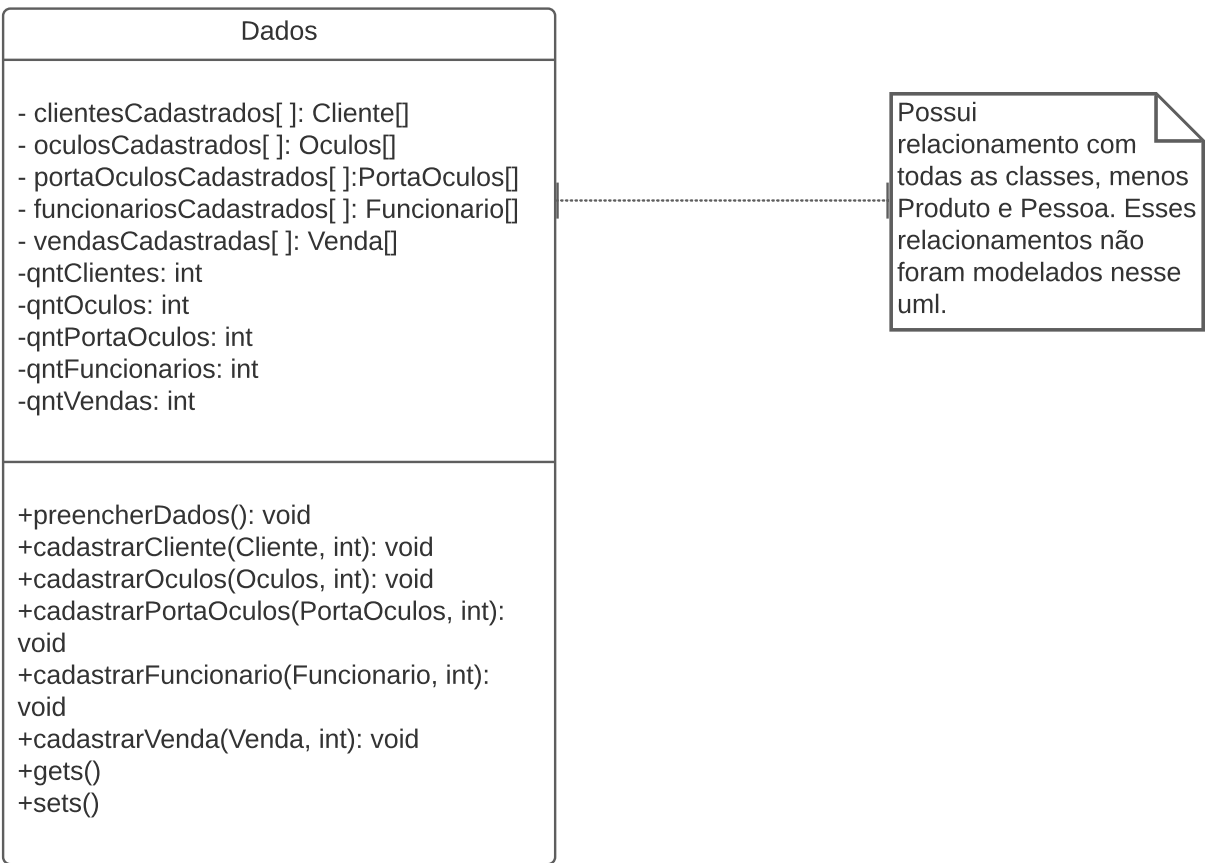 Dados
- clientesCadastrados[ ]: Cliente[]
- oculosCadastrados[ ]: Oculos[]
- portaOculosCadastrados[ ]:PortaOculos[]
- funcionariosCadastrados[ ]: Funcionario[]
- vendasCadastradas[ ]: Venda[]
-qntClientes: int
-qntOculos: int
-qntPortaOculos: int
-qntFuncionarios: int
-qntVendas: int
+preencherDados(): void
+cadastrarCliente(Cliente, int): void
+cadastrarOculos(Oculos, int): void
+cadastrarPortaOculos(PortaOculos, int):
void
+cadastrarFuncionario(Funcionario, int):
void
+cadastrarVenda(Venda, int): void
+gets()
+sets()
Possui
relacionamento com
todas as classes, menos
Produto e Pessoa. Esses
relacionamentos não
foram modelados nesse
uml.